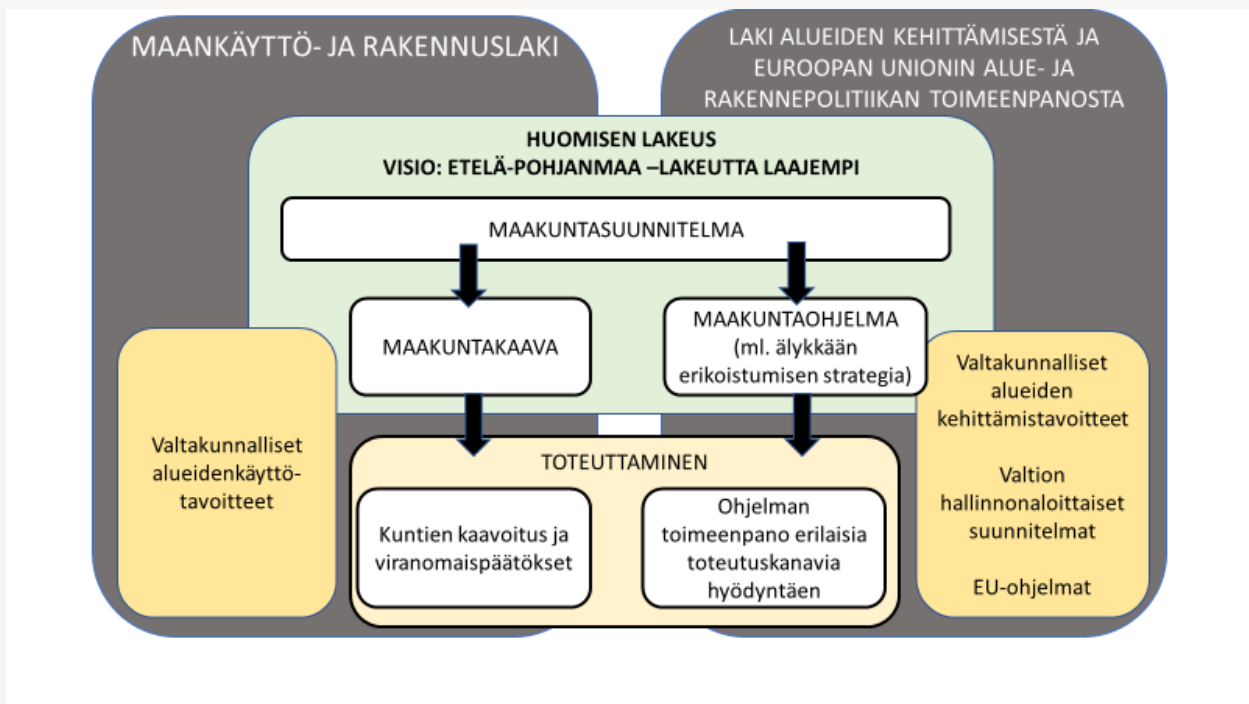 MAANKÄYTTÖ- JA RAKENNUSLAKI
LAKI ALUEIDEN KEHITTÄMISESTÄ JA
EUROOPAN UNIONIN ALUE- JA
RAKENNEPOLITIIKAN TOIMEENPANOSTA
HUOMISEN LAKEUS
VISIO: ETELÄ-POHJANMAA –LAKEUTTA LAAJEMPI
MAAKUNTASUUNNITELMA
MAAKUNTAKAAVA
MAAKUNTAOHJELMA
(ml. älykkään
erikoistumisen strategia)
Valtakunnalliset
alueidenkäyttö-
tavoitteet
Valtakunnalliset
alueiden
kehittämistavoitteet
Valtion
hallinnonaloittaiset
suunnitelmat
EU-ohjelmat
TOTEUTTAMINEN
Kuntien kaavoitus ja
viranomaispäätökset
Ohjelman
toimeenpano erilaisia
toteutuskanavia
hyödyntäen